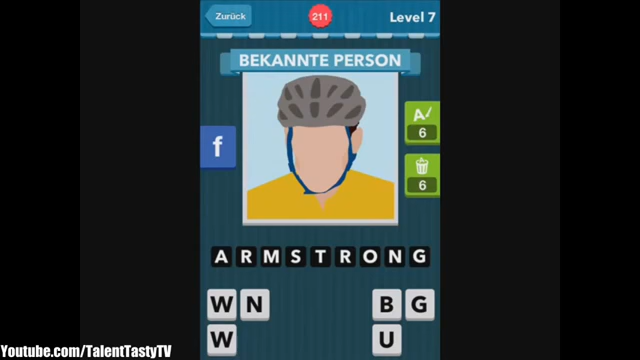 Zurück
211
Level 7
BEKANNTE PERSON
A
6
f
6
ARMSTRONG
W N B G
W U
Youtube.com/TalentTastyTV